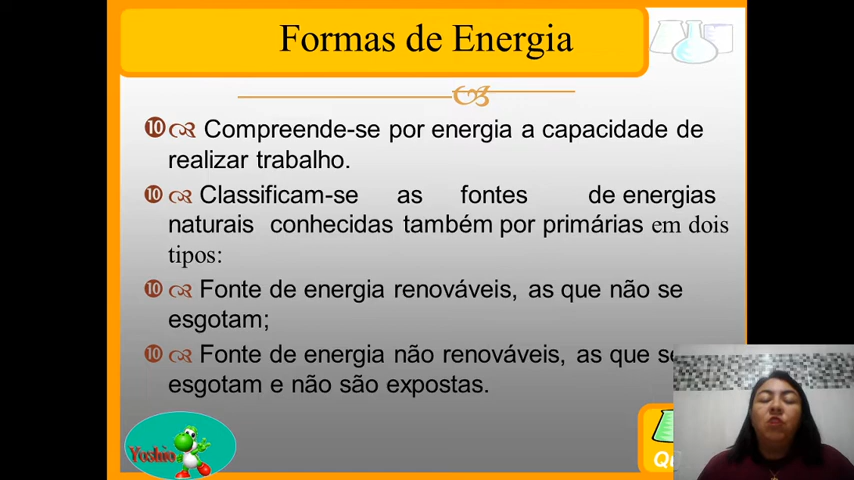 Formas de Energia
❿ Compreende-se por energia a capacidade de
realizar trabalho.
❿ Classificam-se as fontes de energias
naturais conhecidas também por primárias em dois
tipos:
❿ Fonte de energia renováveis, as que não se
esgotam;
❿ Fonte de energia não renováveis, as que se
esgotam e não são expostas.
Yoshio